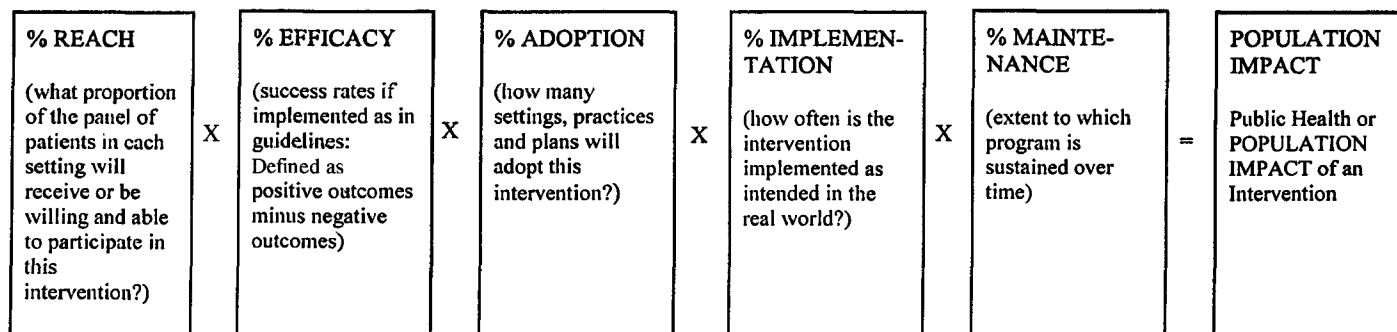 % REACH
(what proportion
of the panel of
patients in each
setting will
receive or be
willing and able
to participate in
this
intervention?)
X
% EFFICACY
(success rates if
implemented as in
guidelines:
Defined as
positive outcomes
minus negative
outcomes)
X
% ADOPTION
(how many
settings, practices
and plans will
adopt this
intervention?)
X
% IMPLEMEN-
TATION
(how often is the
intervention
implemented as
intended in the
real world?)
X
% MAINTE-
NANCE
(extent to which
program is
sustained over
time)
=
POPULATION
IMPACT
Public Health or
POPULATION
IMPACT of an
Intervention